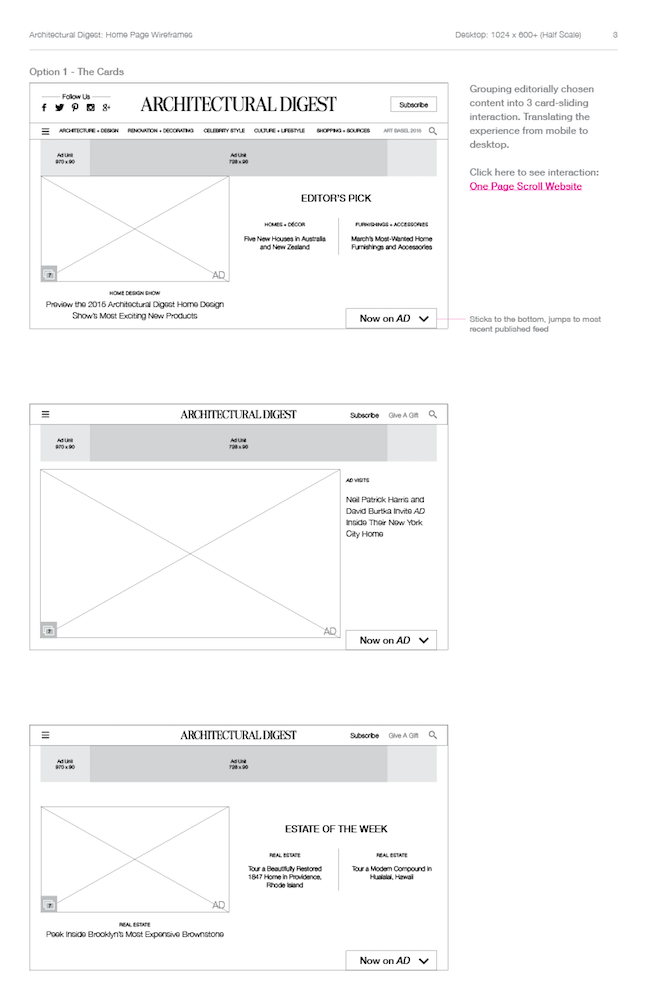 Architectural Digest: Home Page Wireframes
Desktop: 1024 x 600+ (Half Scale)
8
Option 1 - The Cards
Follow Us
ARCHITECTURAL DIGEST
Subscribe
ARCHITECTURE + DESIGN RENOVATION + DECORATING CELEBRITY STYLE CULTURE + LIFESTYLE SHOPPING + SOURCES ART BASEL 2015
Ad Unit
970 x 90
Ad Unit
728 x 90
7
AD
HOME DESIGN SHOW
Preview the 2015 Architectural Digest Home Design
Show's Most Exciting New Products
EDITOR'S PICK
HOMES + DÉCOR
Five New Houses in Australia
and New Zealand
FURNISHINGS + ACCESSORIES
March's Most-Wanted Home
Furnishings and Accessories
Now on AD
Grouping editorially chosen
content into 3 card-sliding
interaction. Translating the
experience from mobile to
desktop.
Click here to see interaction:
One Page Scroll Website
Sticks to the bottom, jumps to most
recent published feed
ARCHITECTURAL DIGEST
Subscribe Give A Gift
Ad Unit
970 x 90
Ad Unit
728 x 90
7
AD
AD VISITS
Neil Patrick Harris and
David Burtka Invite AD
Inside Their New York
City Home
Now on AD
ARCHITECTURAL DIGEST
Subscribe Give A Gift
Ad Unit
970 x 90
Ad Unit
728 x 90
7
AD
REAL ESTATE
Peek Inside Brooklyn's Most Expensive Brownstone
ESTATE OF THE WEEK
REAL ESTATE
Tour a Beautifully Restored
1847 Home in Providence,
Rhode Island
REAL ESTATE
Tour a Modern Compound in
Hualalai, Hawaii
Now on AD